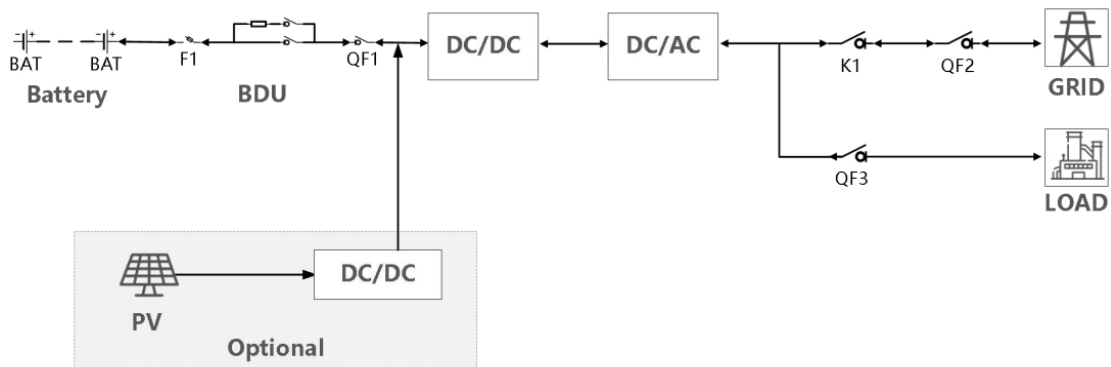 DC/DC
DC/AC
BAT
BAT
F1
QF1
K1
QF2
Battery
BDU
GRID
QF3
LOAD
DC/DC
PV
Optional